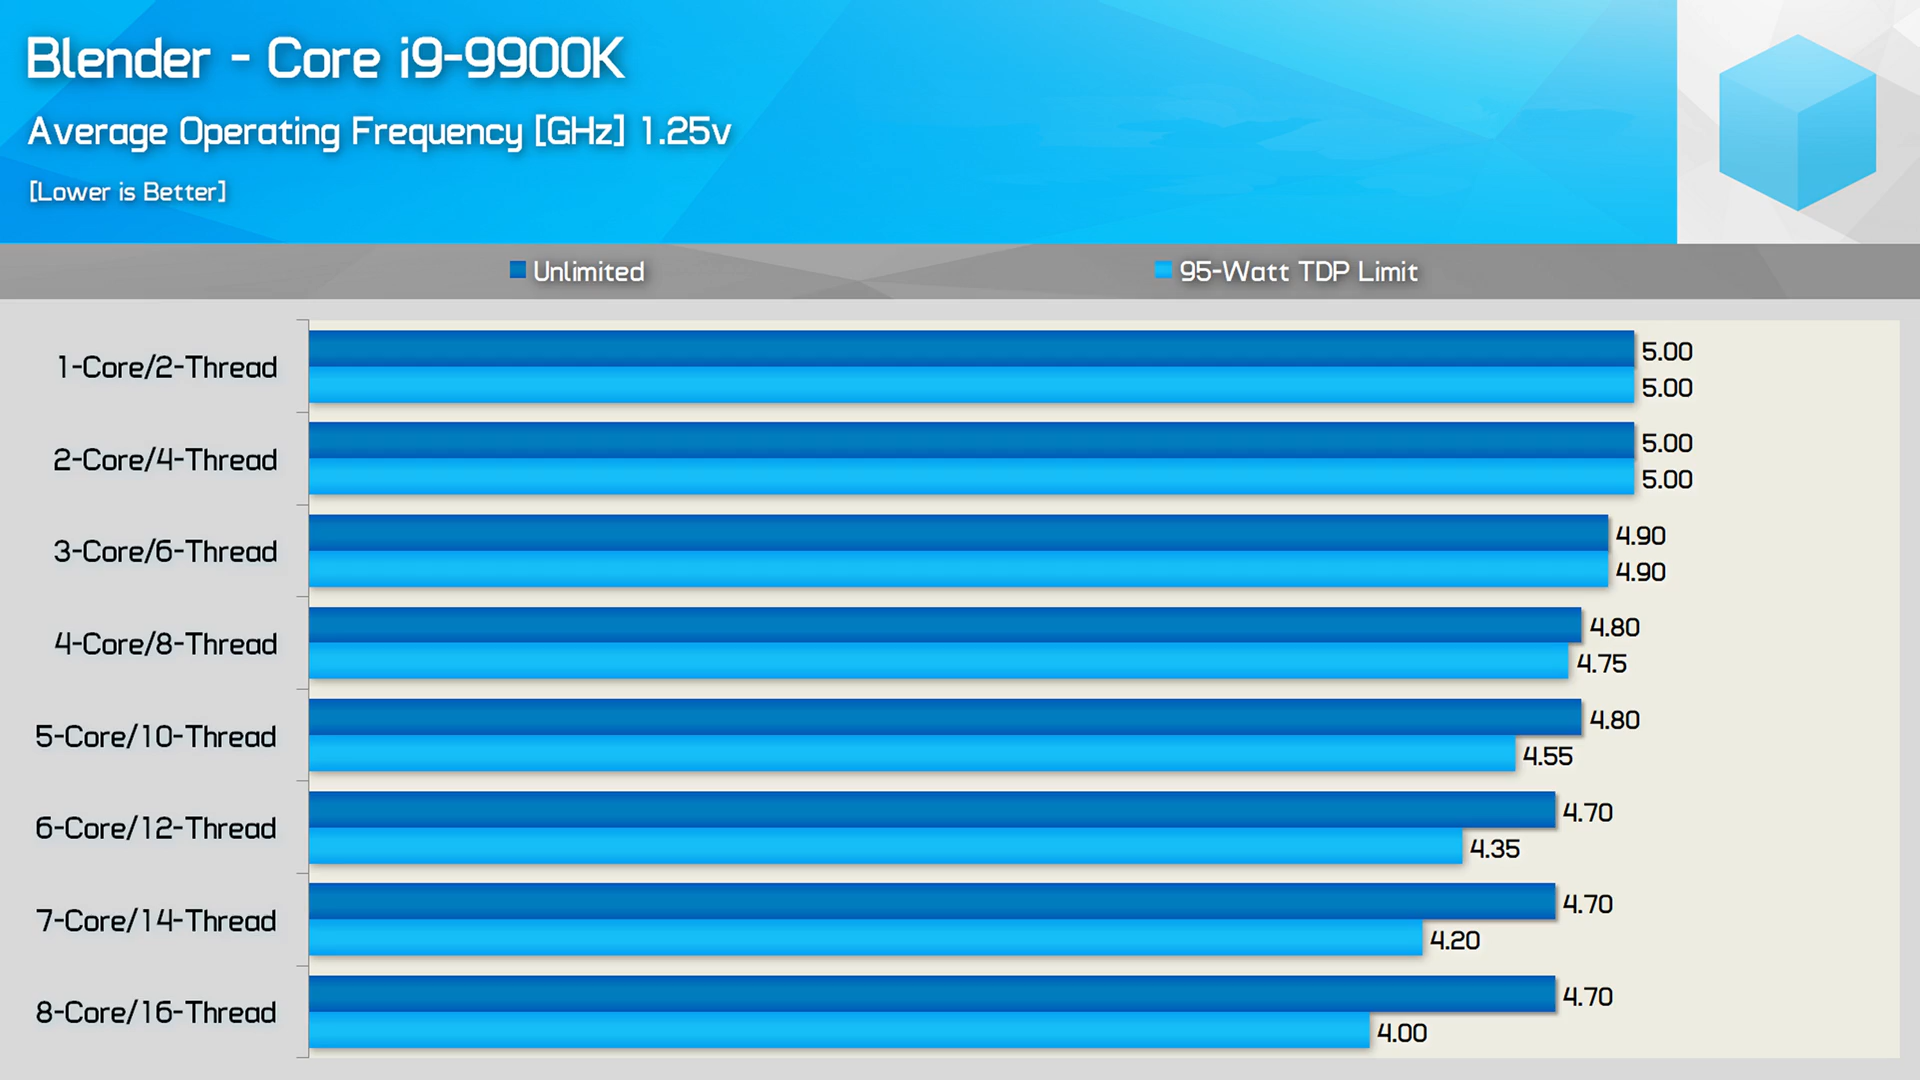 Blender - Core i9-9900K
Average Operating Frequency [GHz] 1.25v
[Lower is Better]
Unlimited
95-Watt TDP Limit
1-Core/2-Thread
5.00
5.00
2-Core/4-Thread
5.00
5.00
3-Core/6-Thread
4.90
4.90
4-Core/8-Thread
4.80
4.75
5-Core/10-Thread
4.80
4.55
6-Core/12-Thread
4.70
4.35
7-Core/14-Thread
4.70
4.20
8-Core/16-Thread
4.70
4.00